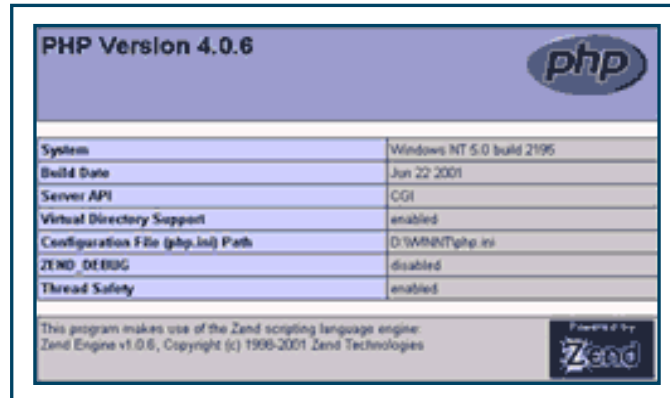 PHP Version 4.0.6
php
System Windows NT 5.0 build 2195
Build Date Jun 22 2001
Server API CGI
Virtual Directory Support enabled
Configuration File (php.ini) Path D:\WINNT\php.ini
ZEND_DEBUG disabled
Thread Safety enabled
This program makes use of the Zend scripting language engine:
Zend Engine v1.0.6, Copyright (c) 1998-2001 Zend Technologies
Powered by
Zend